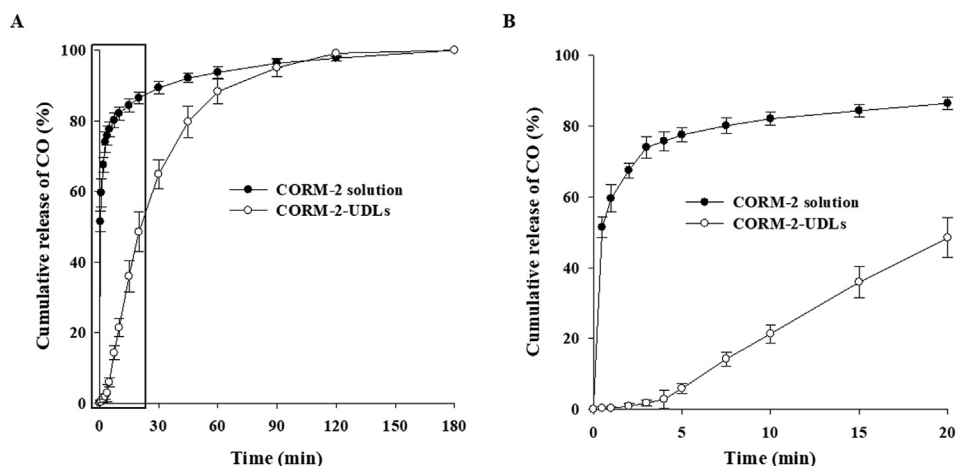 A
Cumulative release of CO (%)
100
80
60
40
20
0
CORM-2 solution
CORM-2-UDLs
0 30 60 90 120 150 180
Time (min)
B
Cumulative release of CO (%)
100
80
60
40
20
0
CORM-2 solution
CORM-2-UDLs
0 5 10 15 20
Time (min)